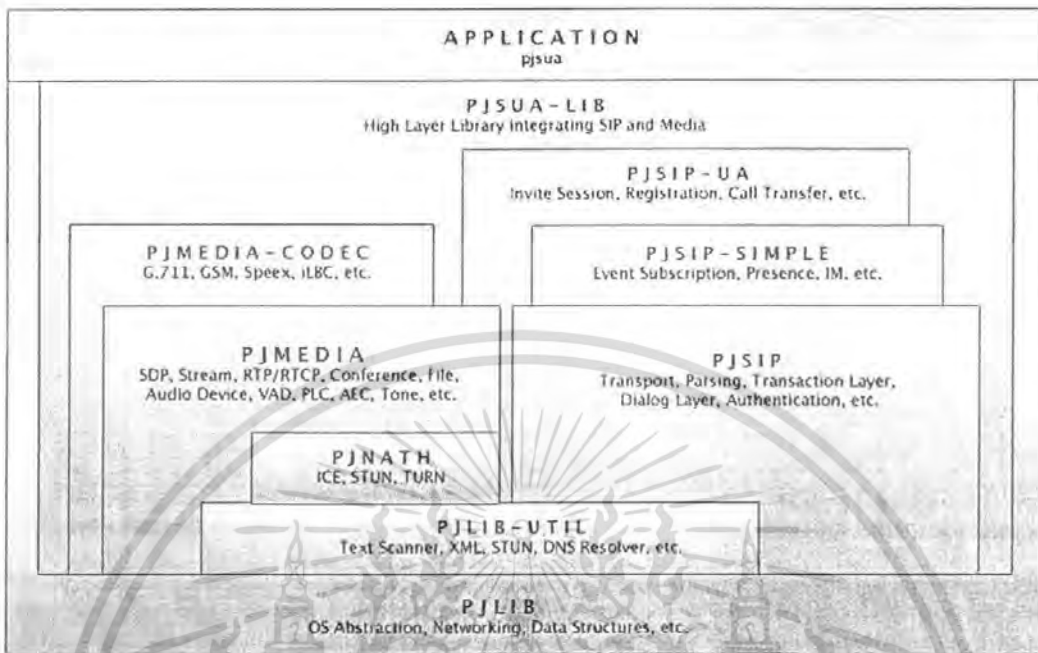 APPLICATION
pjsua
PJSUA-LIB
High Layer Library integrating SIP and Media
PJSIP-UA
Invite Session, Registration, Call Transfer, etc.
PJMEDIA-CODEC
G.711, GSM, Speex, iLBC, etc.
PJSIP-SIMPLE
Event Subscription, Presence, IM, etc.
PJMEDIA
SDP, Stream, RTP/RTCP, Conference, File,
Audio Device, VAD, PLC, AEC, Tone, etc.
PJSIP
Transport, Parsing, Transaction Layer,
Dialog Layer, Authentication, etc.
PJNATH
ICE, STUN, TURN
PJLIB-UTIL
Text Scanner, XML, STUN, DNS Resolver, etc.
PJLIB
OS Abstraction, Networking, Data Structures, etc.